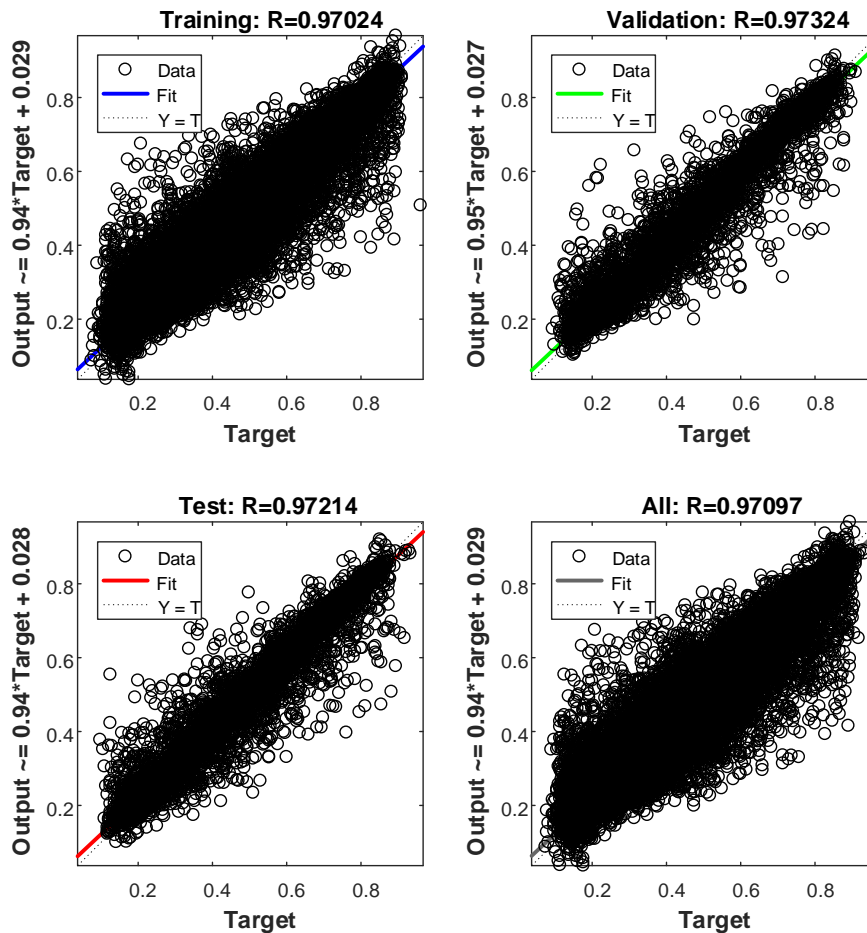 Training: R=0.97024
Output ~= 0.94*Target + 0.029
0.8
0.6
0.4
0.2
Data
Fit
Y = T
0.2 0.4 0.6 0.8
Target
Validation: R=0.97324
Output ~= 0.95*Target + 0.027
0.8
0.6
0.4
0.2
Data
Fit
Y = T
0.2 0.4 0.6 0.8
Target
Test: R=0.97214
Output ~= 0.94*Target + 0.028
0.8
0.6
0.4
0.2
Data
Fit
Y = T
0.2 0.4 0.6 0.8
Target
All: R=0.97097
Output ~= 0.94*Target + 0.029
0.8
0.6
0.4
0.2
Data
Fit
Y = T
0.2 0.4 0.6 0.8
Target